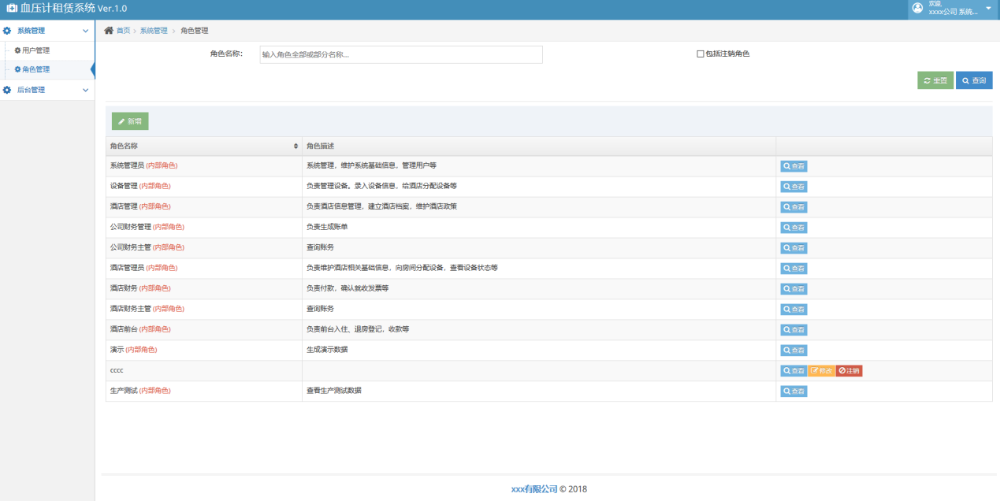 血压计租赁系统 Ver.1.0
欢迎,
xxxx公司 系统...
系统管理
用户管理
角色管理
后台管理
首页 > 系统管理 > 角色管理
角色名称: 输入角色全部或部分名称... 包括注销角色
重置 查询
新增
角色名称 角色描述
系统管理员 (内部角色) 系统管理，维护系统基础信息，管理用户等 查看
设备管理 (内部角色) 负责管理设备。录入设备信息，给酒店分配设备等 查看
酒店管理 (内部角色) 负责酒店信息管理，建立酒店档案，维护酒店政策 查看
公司财务管理 (内部角色) 负责生成账单 查看
公司财务主管 (内部角色) 查询账务 查看
酒店管理员 (内部角色) 负责维护酒店相关基础信息，向房间分配设备，查看设备状态等 查看
酒店财务 (内部角色) 负责付款，确认就收发票等 查看
酒店财务主管 (内部角色) 查询账务 查看
酒店前台 (内部角色) 负责前台入住、退房登记，收款等 查看
演示 (内部角色) 生成演示数据 查看
cccc 查看 修改 注销
生产测试 (内部角色) 查看生产测试数据 查看
xxx有限公司 © 2018